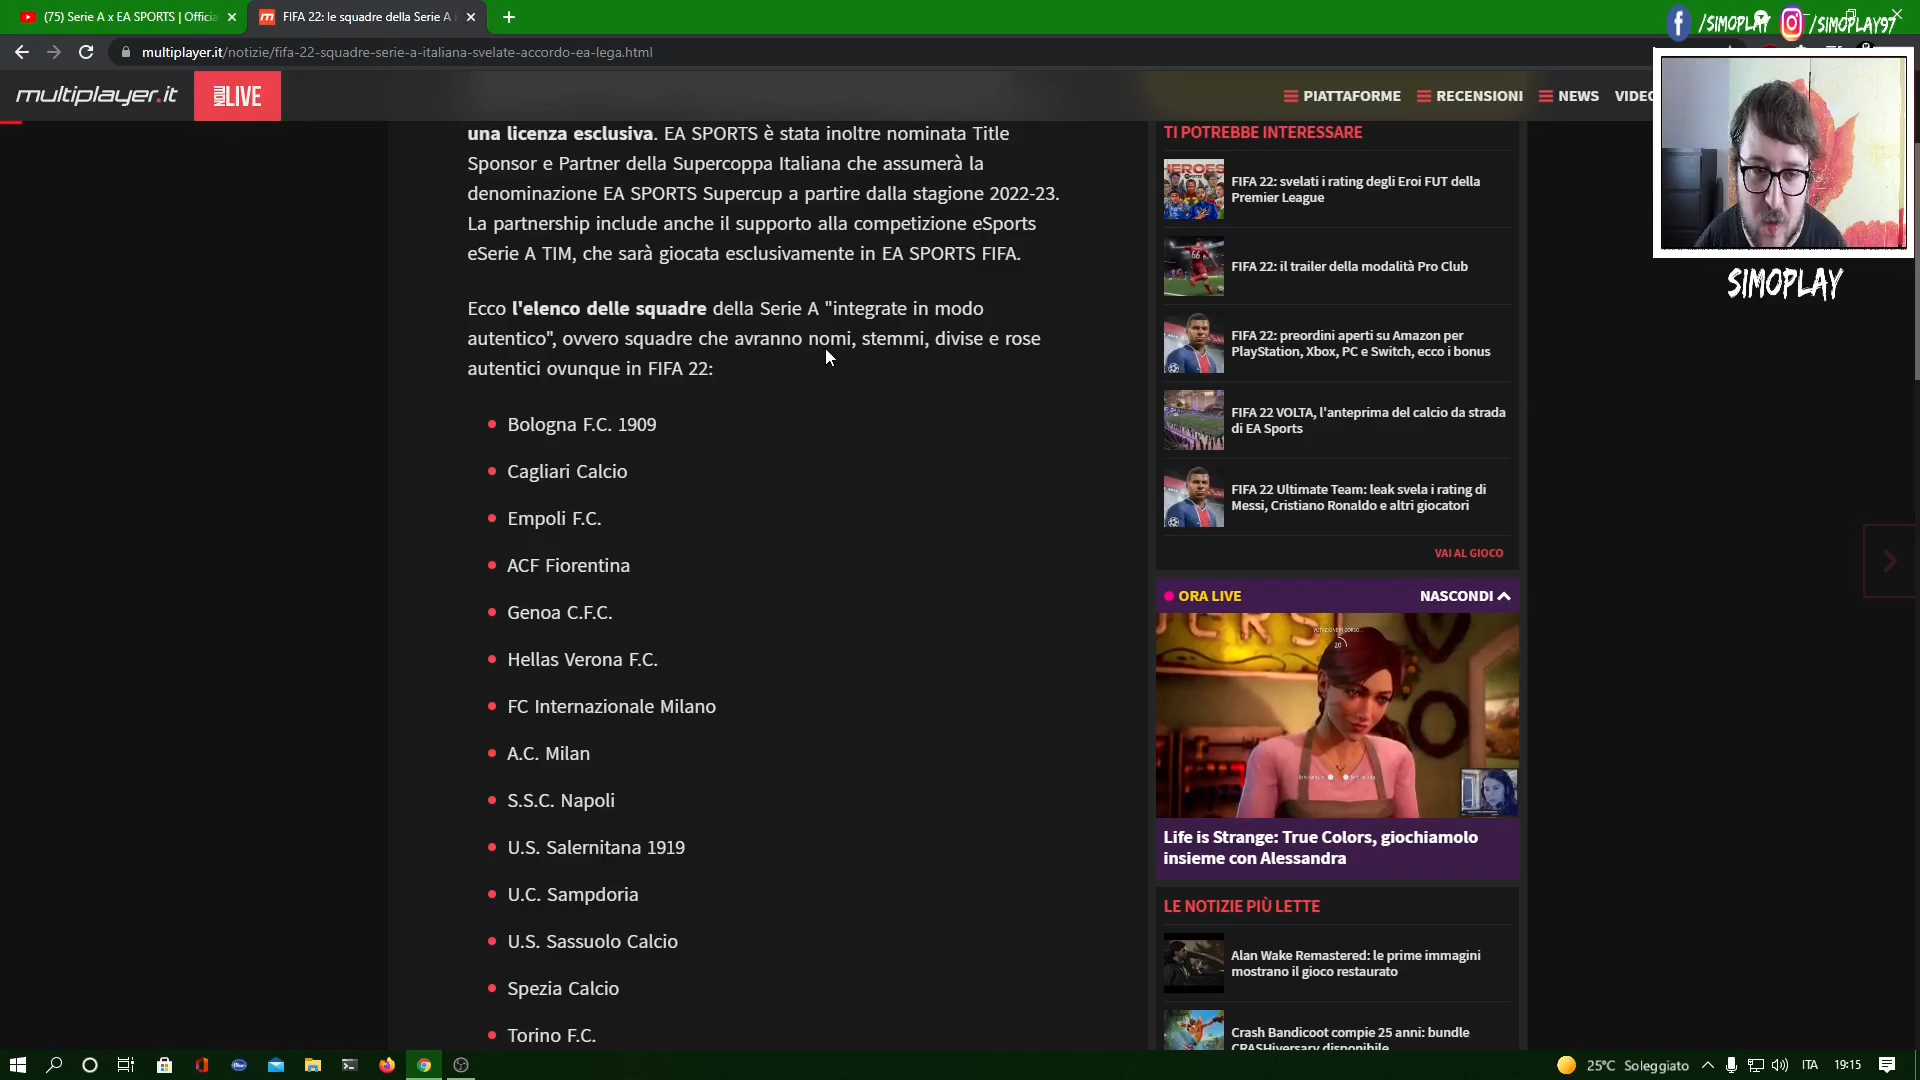 (75) Serie A x EA SPORTS | Officia
FIFA 22: le squadre della Serie A i
multiplayer.it/notizie/fifa-22-squadre-serie-a-italiana-svelate-accordo-ea-lega.html
/SIMOPLAY
/SIMOPLAY97
multiplayer.it
NOW LIVE
PIATTAFORME
RECENSIONI
NEWS
VIDEO
una licenza esclusiva. EA SPORTS è stata inoltre nominata Title
Sponsor e Partner della Supercoppa Italiana che assumerà la
denominazione EA SPORTS Supercup a partire dalla stagione 2022-23.
La partnership include anche il supporto alla competizione eSports
eSerie A TIM, che sarà giocata esclusivamente in EA SPORTS FIFA.
Ecco l'elenco delle squadre della Serie A "integrate in modo
autentico", ovvero squadre che avranno nomi, stemmi, divise e rose
autentici ovunque in FIFA 22:
Bologna F.C. 1909
Cagliari Calcio
Empoli F.C.
ACF Fiorentina
Genoa C.F.C.
Hellas Verona F.C.
FC Internazionale Milano
A.C. Milan
S.S.C. Napoli
U.S. Salernitana 1919
U.C. Sampdoria
U.S. Sassuolo Calcio
Spezia Calcio
Torino F.C.
TI POTREBBE INTERESSARE
HEROES
FIFA 22: svelati i rating degli Eroi FUT della
Premier League
FIFA 22: il trailer della modalità Pro Club
FIFA 22: preordini aperti su Amazon per
PlayStation, Xbox, PC e Switch, ecco i bonus
FIFA 22 VOLTA, l'anteprima del calcio da strada
di EA Sports
FIFA 22 Ultimate Team: leak svela i rating di
Messi, Cristiano Ronaldo e altri giocatori
VAI AL GIOCO
ORA LIVE
NASCONDI
20
Life is Strange: True Colors, giochiamolo
insieme con Alessandra
LE NOTIZIE PIÙ LETTE
Alan Wake Remastered: le prime immagini
mostrano il gioco restaurato
Crash Bandicoot compie 25 anni: bundle
CRASHiversary disponibile
SIMOPLAY
25°C Soleggiato
ITA
19:15